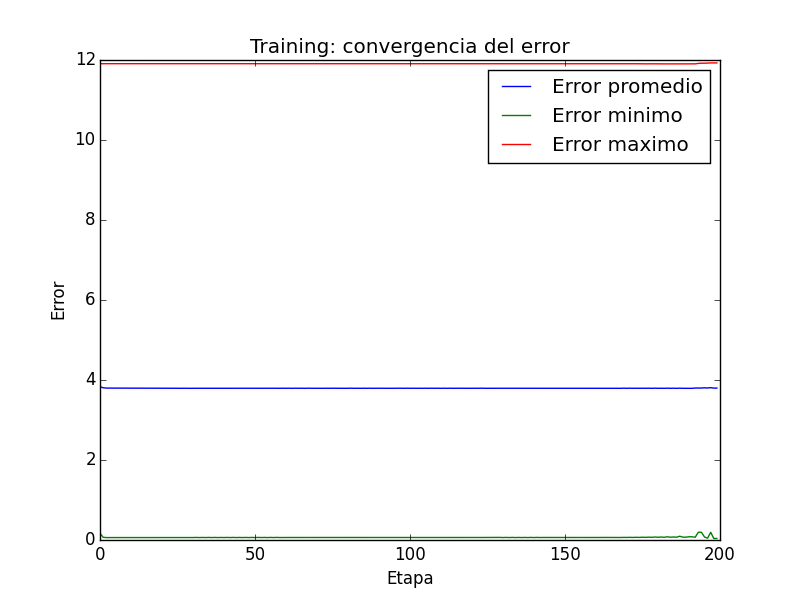 Training: convergencia del error
12
10
8
6
4
2
0
Error
Error promedio
Error minimo
Error maximo
0 50 100 150 200
Etapa